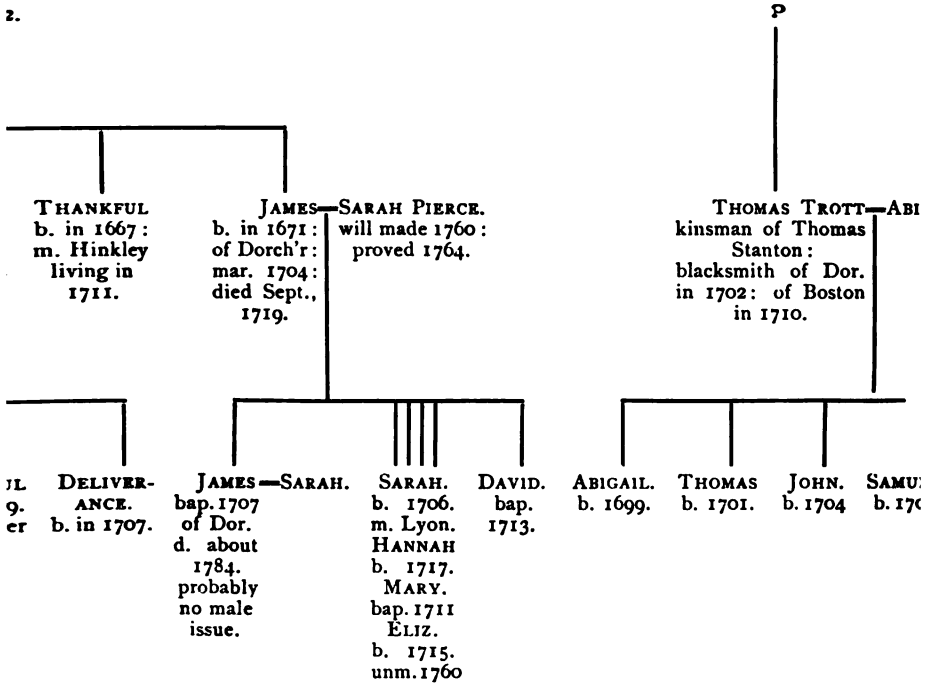 2.
P
THANKFUL
b. in 1667 :
m. Hinkley
living in
1711.
JAMES—SARAH PIERCE.
b. in 1671 :
of Dorch'r :
mar. 1704 :
died Sept.,
1719.
will made 1760 :
proved 1764.
THOMAS TROTT—ABI
kinsman of Thomas
Stanton :
blacksmith of Dor.
in 1702 : of Boston
in 1710.
9.
er
DELIVER-
ANCE.
b. in 1707.
JAMES—SARAH.
bap. 1707
of Dor.
d. about
1784.
probably
no male
issue.
SARAH.
b. 1706.
m. Lyon.
HANNAH
b. 1717.
MARY.
bap. 1711
ELIZ.
b. 1715.
unm. 1760
DAVID.
bap.
1713.
ABIGAIL.
b. 1699.
THOMAS
b. 1701.
JOHN.
b. 1704
SAMU
b. 170